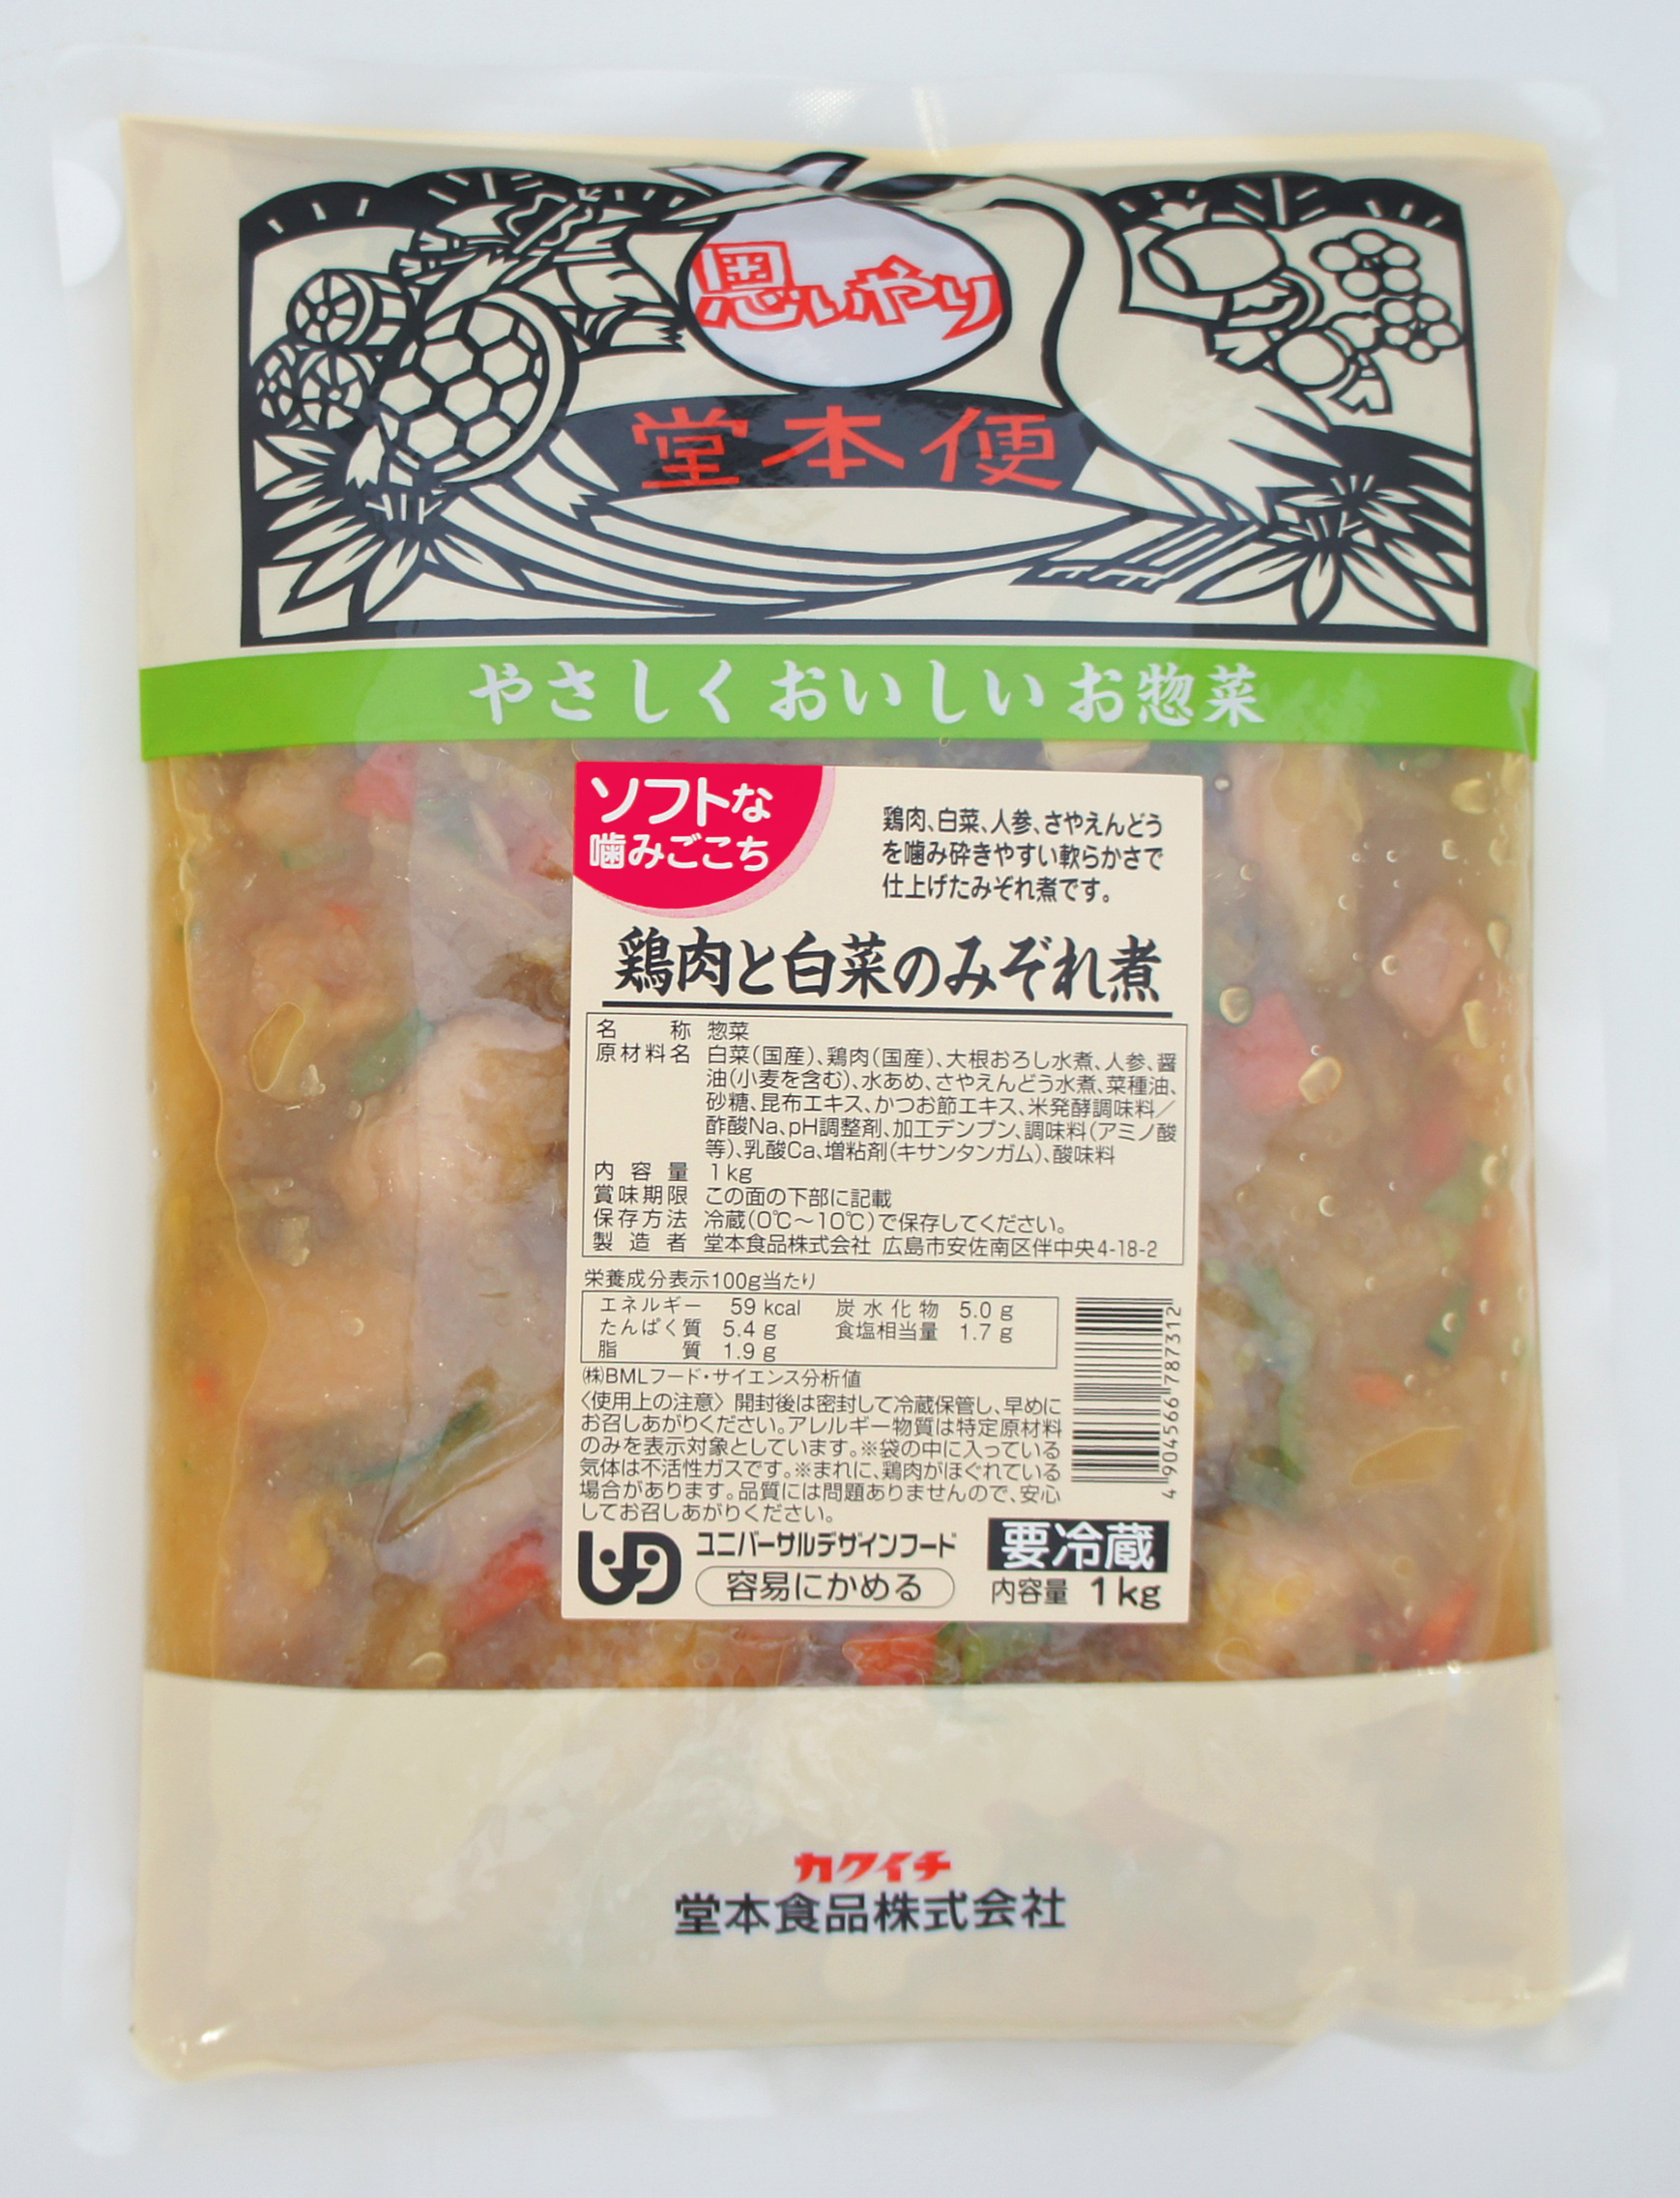 思いやり
堂本便
やさしくおいしいお惣菜
ソフトな
噛みごこち
鶏肉、白菜、人参、さやえんどう
を噛み砕きやすい軟らかさで
仕上げたみぞれ煮です。
鶏肉と白菜のみぞれ煮
名称 惣菜
原材料名 白菜(国産)、鶏肉(国産)、大根おろし水煮、人参、醤
油(小麦を含む)、水あめ、さやえんどう水煮、菜種油、
砂糖、昆布エキス、かつお節エキス、米発酵調味料／
酢酸Na、pH調整剤、加工デンプン、調味料(アミノ酸
等)、乳酸Ca、増粘剤(キサンタンガム)、酸味料
内容量 1kg
賞味期限 この面の下部に記載
保存方法 冷蔵(0℃～10℃)で保存してください。
製造者 堂本食品株式会社 広島市安佐南区伴中央4-18-2
栄養成分表示100g当たり
エネルギー 59 kcal 炭水化物 5.0 g
たんぱく質 5.4 g 食塩相当量 1.7 g
脂質 1.9 g
㈱BMLフード・サイエンス分析値
〈使用上の注意〉開封後は密封して冷蔵保管し、早めに
お召しあがりください。アレルギー物質は特定原材料
のみを表示対象としています。※袋の中に入っている
気体は不活性ガスです。※まれに、鶏肉がほぐれている
場合があります。品質には問題ありませんので、安心
してお召しあがりください。
4 904566 787312
ユニバーサルデザインフード
容易にかめる
要冷蔵
内容量 1kg
カクイチ
堂本食品株式会社